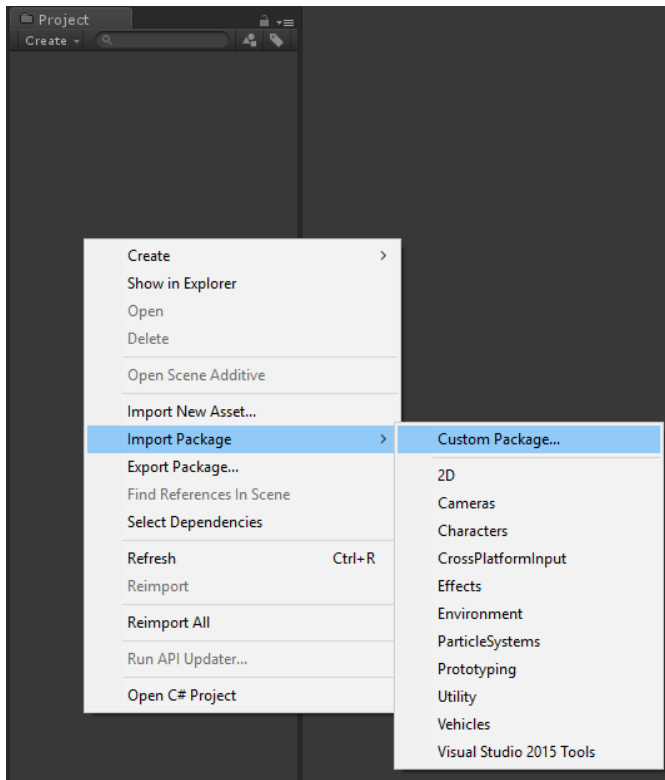 Project
Create
Create
Show in Explorer
Open
Delete
Open Scene Additive
Import New Asset...
Import Package
Export Package...
Find References In Scene
Select Dependencies
Refresh Ctrl+R
Reimport
Reimport All
Run API Updater...
Open C# Project
Custom Package...
2D
Cameras
Characters
CrossPlatformInput
Effects
Environment
ParticleSystems
Prototyping
Utility
Vehicles
Visual Studio 2015 Tools